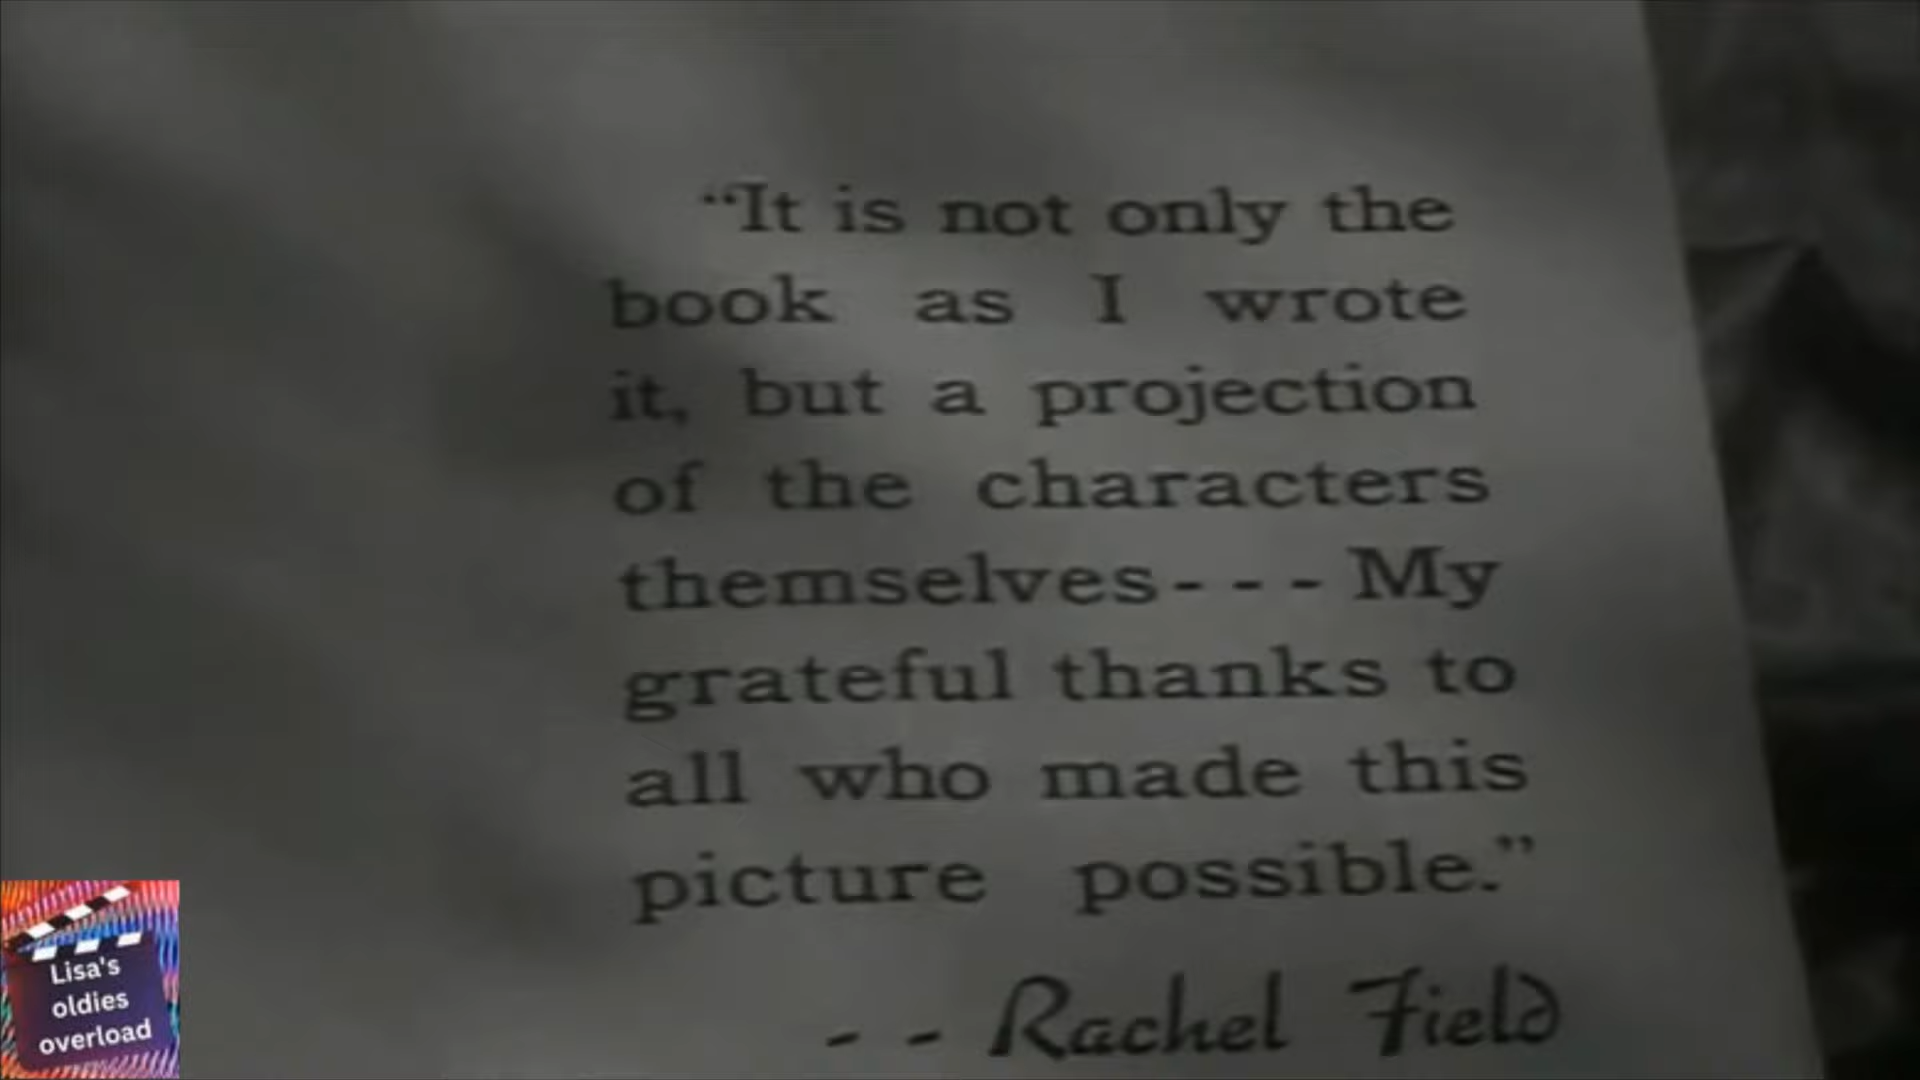 “It is not only the
book as I wrote
it, but a projection
of the characters
themselves - - - My
grateful thanks to
all who made this
picture possible.”
- - Rachel Field
Lisa's
oldies
overload